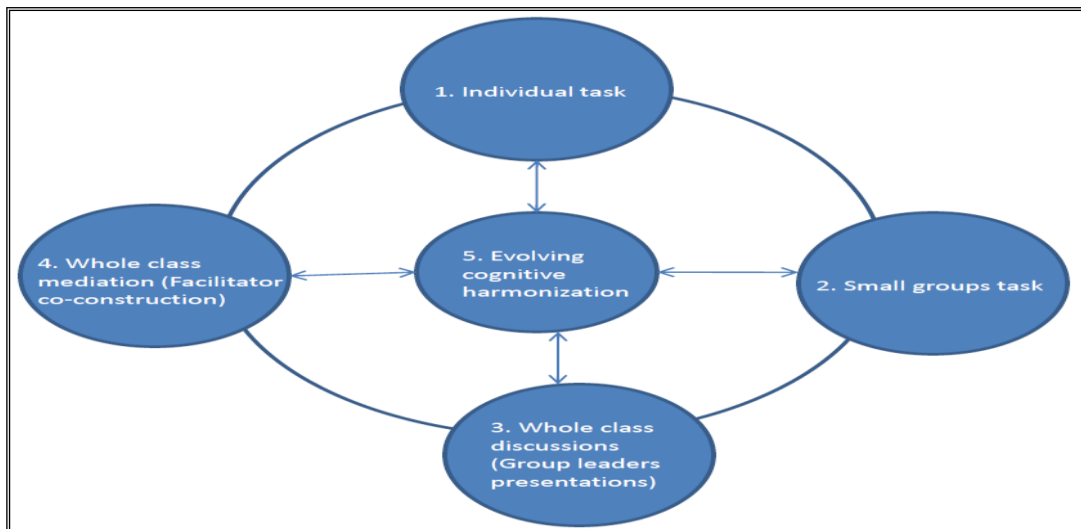 1. Individual task
4. Whole class
mediation (Facilitator
co-construction)
5. Evolving
cognitive
harmonization
2. Small groups task
3. Whole class
discussions
(Group leaders
presentations)